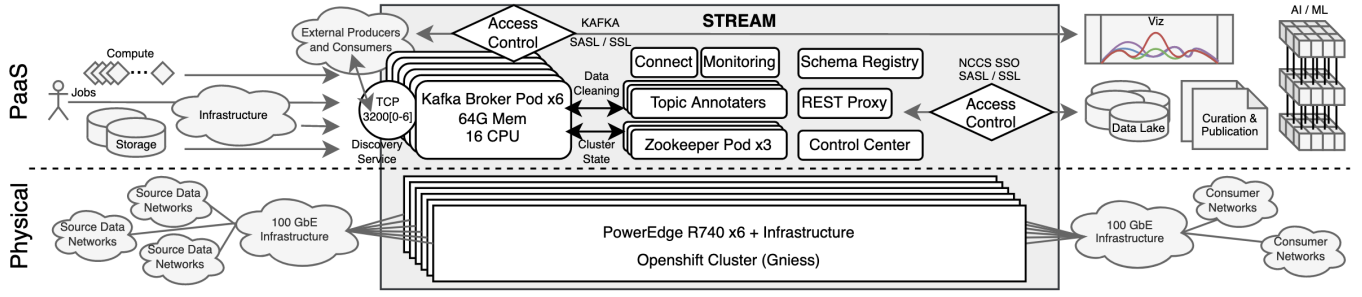 PaaS
Physical
STREAM
External Producers
and Consumers
Access
Control
KAFKA
SASL / SSL
Viz
AI / ML
Compute
Jobs
Infrastructure
Storage
TCP
3200[0-6]
Discovery
Service
Kafka Broker Pod x6
64G Mem
16 CPU
Data
Cleaning
Cluster
State
Connect
Monitoring
Topic Annotaters
Zookeeper Pod x3
Schema Registry
REST Proxy
Control Center
NCCS SSO
SASL / SSL
Access
Control
Data Lake
Curation &
Publication
Source Data
Networks
Source Data
Networks
Source Data
Networks
100 GbE
Infrastructure
PowerEdge R740 x6 + Infrastructure
Openshift Cluster (Gniess)
100 GbE
Infrastructure
Consumer
Networks
Consumer
Networks